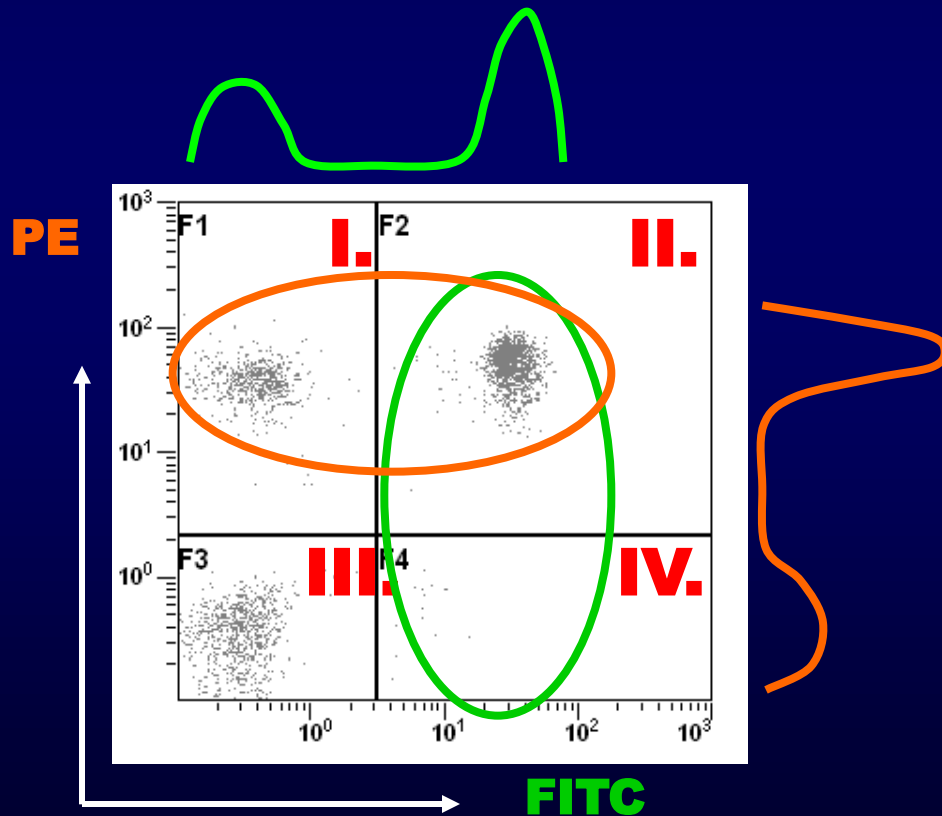 10³
F1
I.
F2
II.
PE
10²
10¹
F3
III.
F4
IV.
10⁰
10⁰
10¹
10²
10³
FITC